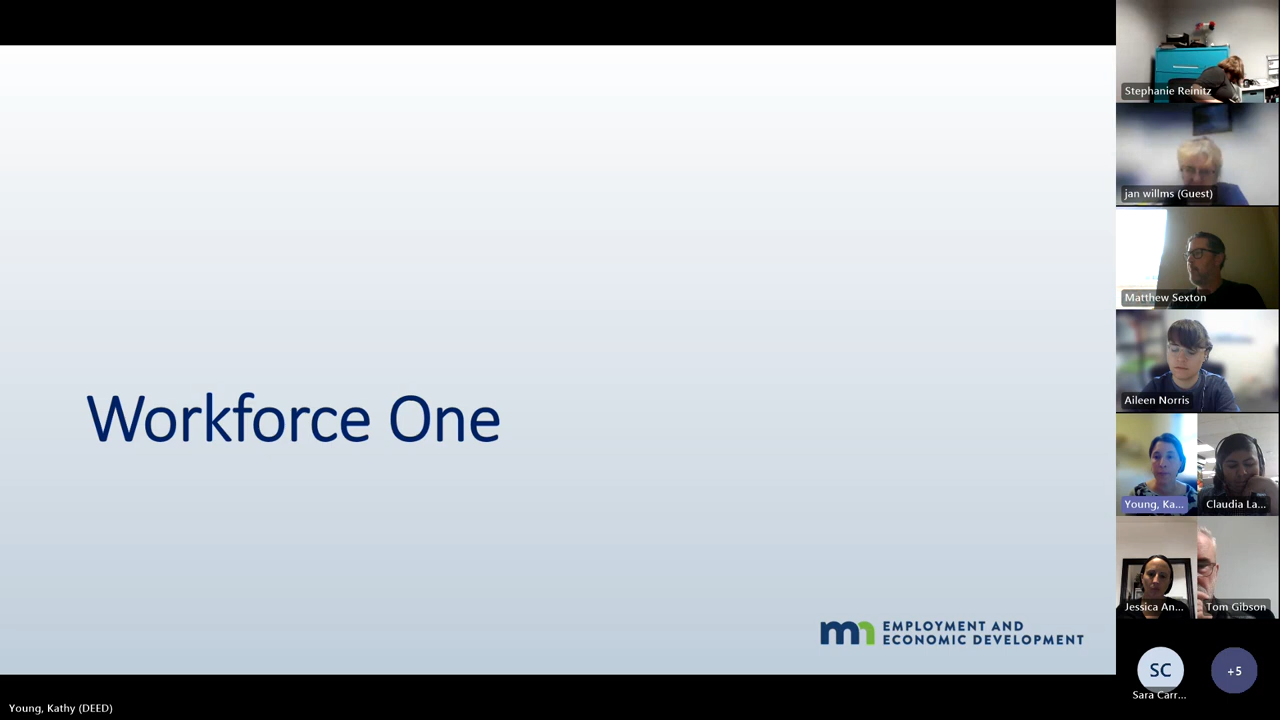 Workforce One
mn EMPLOYMENT AND
ECONOMIC DEVELOPMENT
Young, Kathy (DEED)
Stephanie Reinitz
jan willms (Guest)
Matthew Sexton
Aileen Norris
Young, Ka...
Claudia La...
Jessica An...
Tom Gibson
SC
Sara Carr...
+5